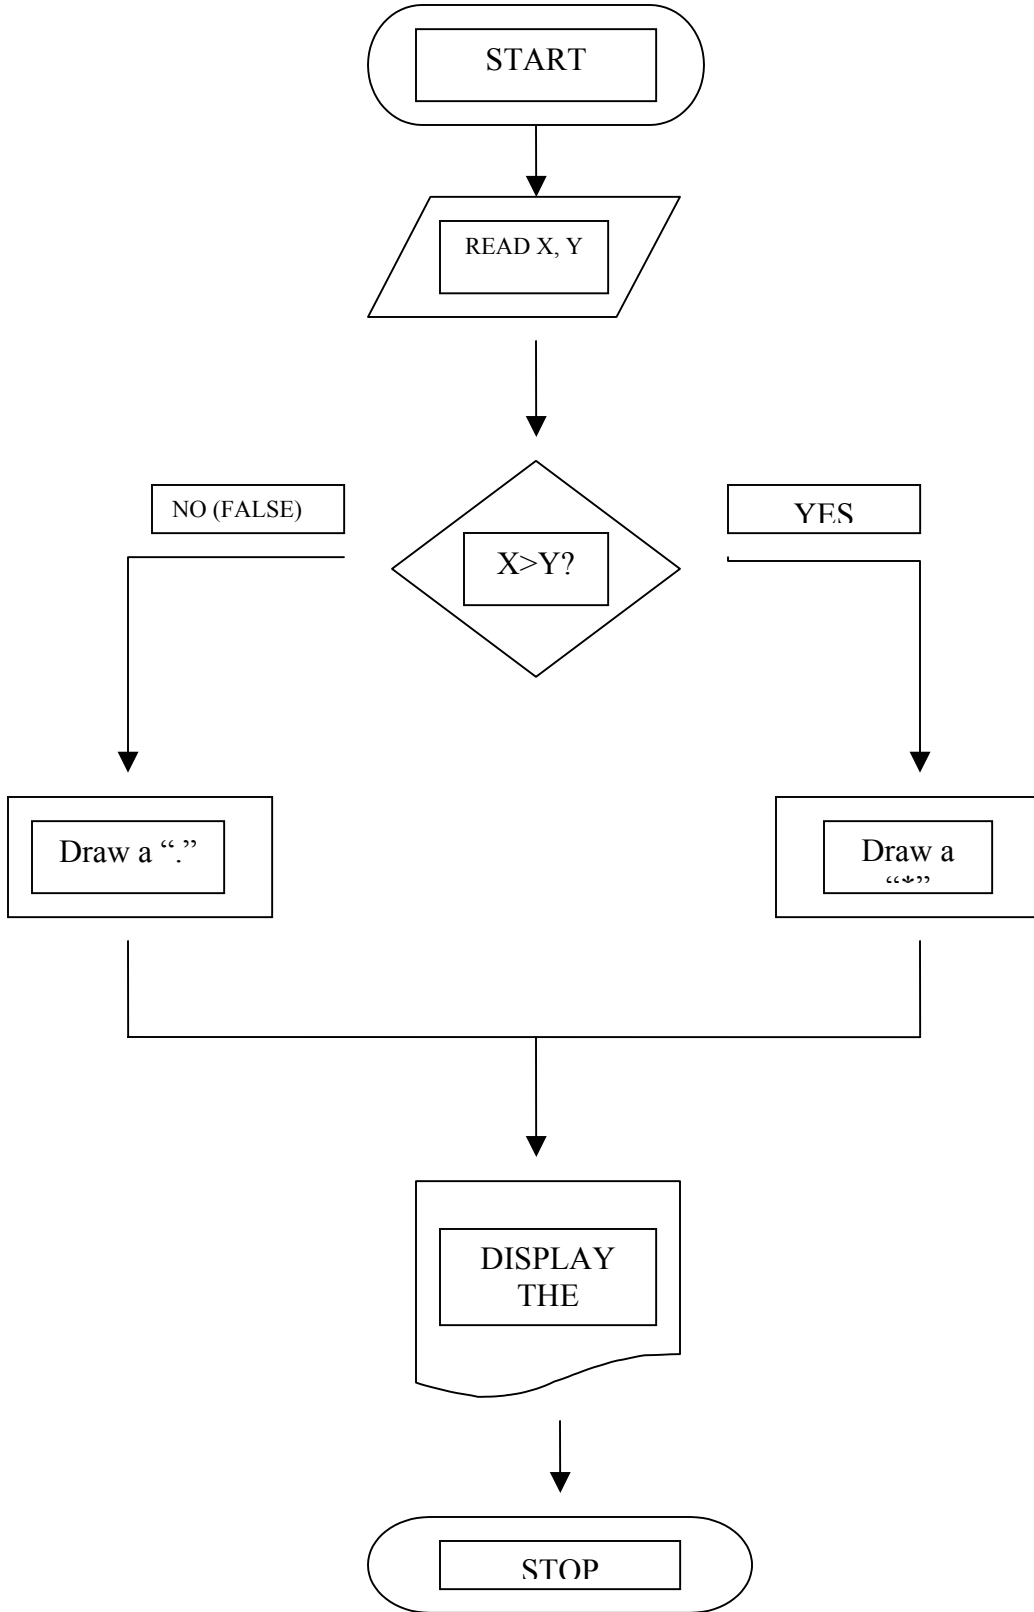 START
READ X, Y
NO (FALSE)
YES
X>Y?
Draw a “.”
Draw a
“*”
DISPLAY
THE
STOP